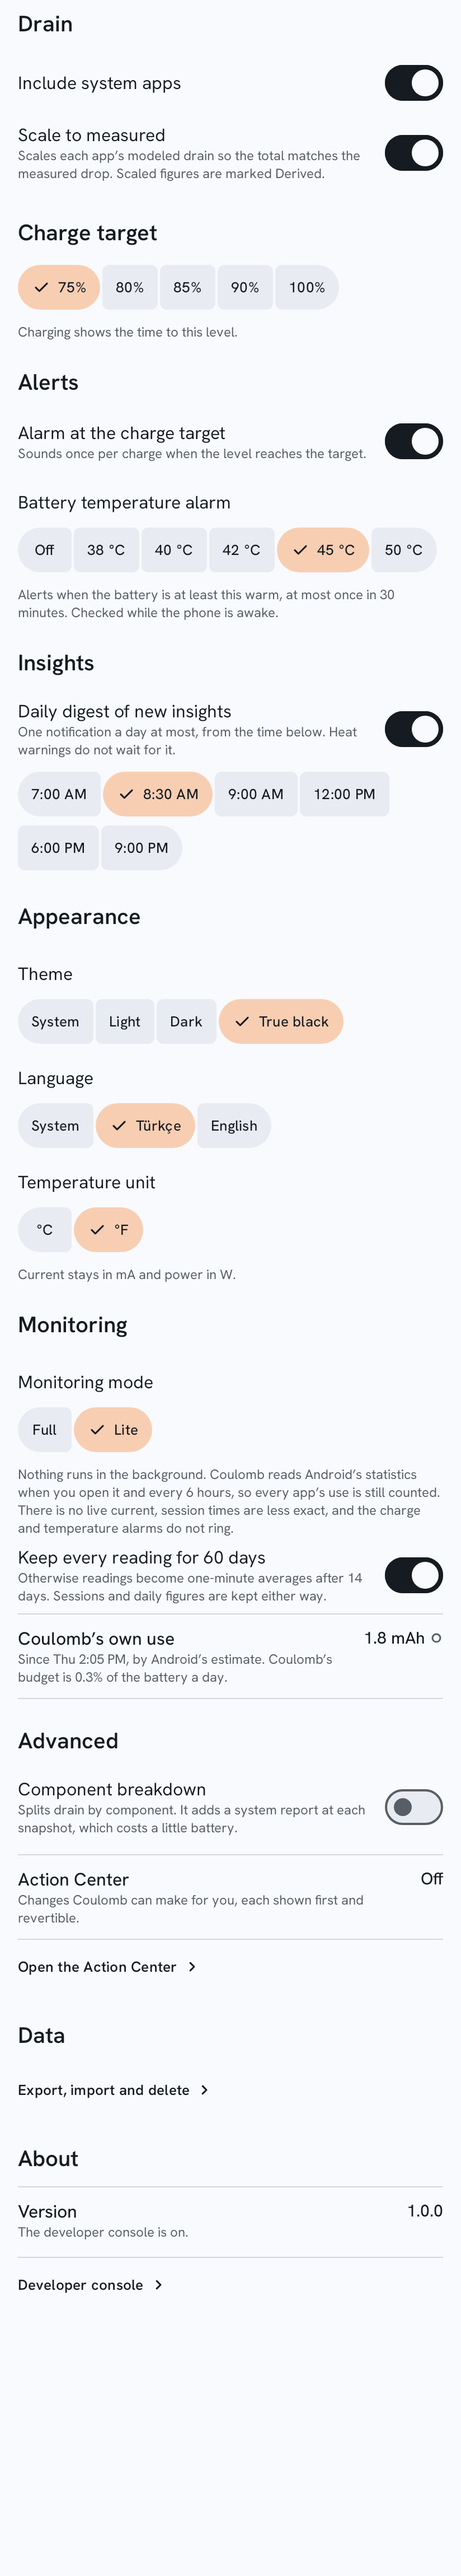 Drain
Include system apps
Scale to measured
Scales each app’s modeled drain so the total matches the
measured drop. Scaled figures are marked Derived.
Charge target
75% 80% 85% 90% 100%
Charging shows the time to this level.
Alerts
Alarm at the charge target
Sounds once per charge when the level reaches the target.
Battery temperature alarm
Off 38 °C 40 °C 42 °C 45 °C 50 °C
Alerts when the battery is at least this warm, at most once in 30
minutes. Checked while the phone is awake.
Insights
Daily digest of new insights
One notification a day at most, from the time below. Heat
warnings do not wait for it.
7:00 AM 8:30 AM 9:00 AM 12:00 PM
6:00 PM 9:00 PM
Appearance
Theme
System Light Dark True black
Language
System Türkçe English
Temperature unit
°C °F
Current stays in mA and power in W.
Monitoring
Monitoring mode
Full Lite
Nothing runs in the background. Coulomb reads Android’s statistics
when you open it and every 6 hours, so every app’s use is still counted.
There is no live current, session times are less exact, and the charge
and temperature alarms do not ring.
Keep every reading for 60 days
Otherwise readings become one-minute averages after 14
days. Sessions and daily figures are kept either way.
Coulomb’s own use 1.8 mAh
Since Thu 2:05 PM, by Android’s estimate. Coulomb’s
budget is 0.3% of the battery a day.
Advanced
Component breakdown
Splits drain by component. It adds a system report at each
snapshot, which costs a little battery.
Action Center Off
Changes Coulomb can make for you, each shown first and
revertible.
Open the Action Center
Data
Export, import and delete
About
Version 1.0.0
The developer console is on.
Developer console